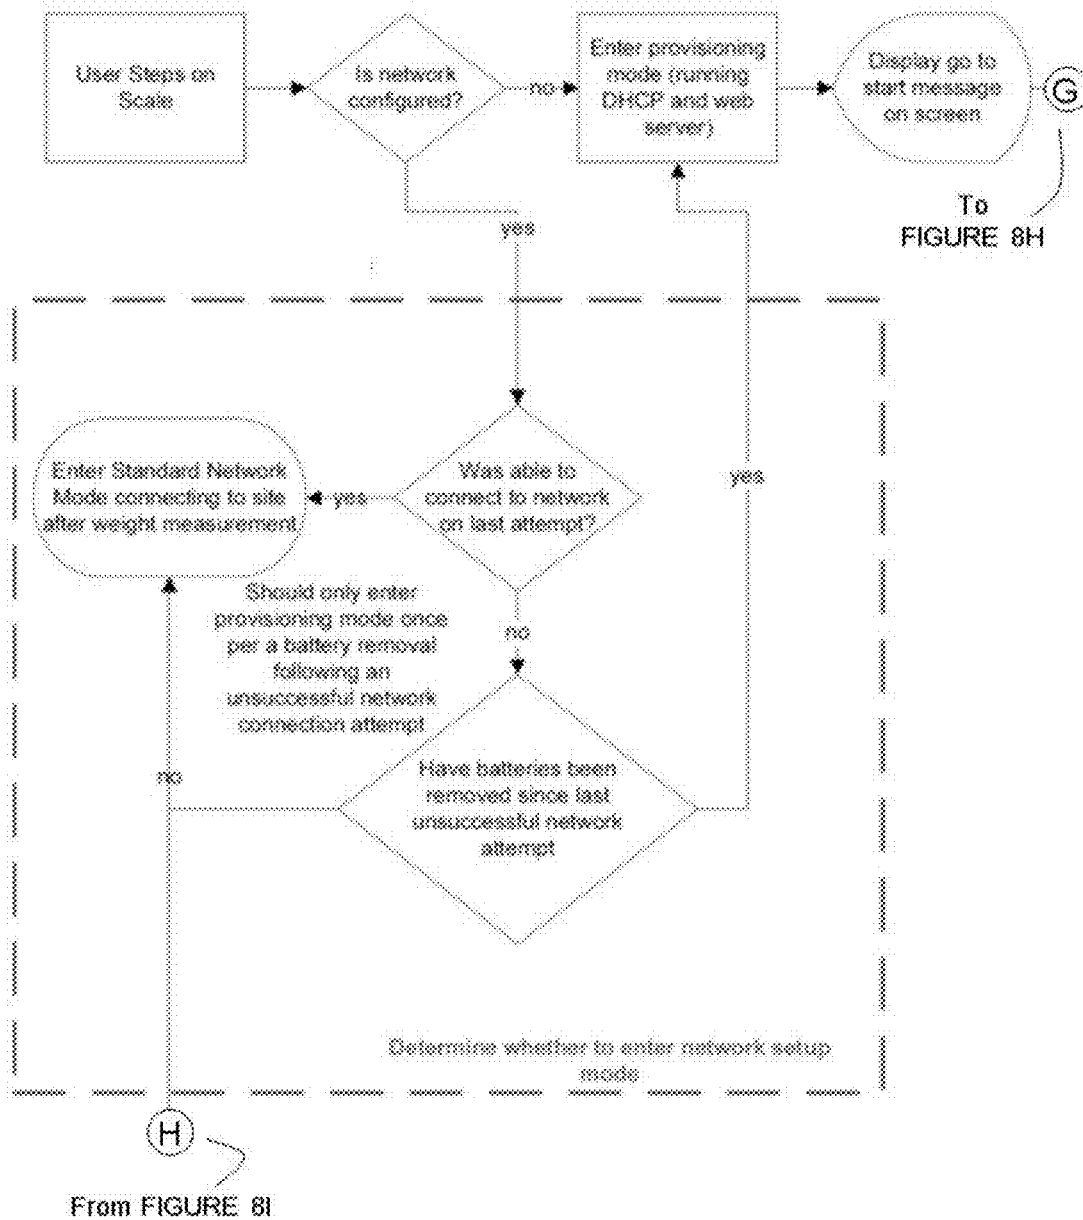 User Steps on
Scale
Is network
configured?
no
Enter provisioning
mode (running
DHCP and web
server)
Display go to
start message
on screen
G
To
FIGURE 8H
yes
Enter Standard Network
Mode connecting to site
after weight measurement
yes
Was able to
connect to network
on last attempt?
yes
Should only enter
provisioning mode once
per a battery removal
following an
unsuccessful network
connection attempt
no
no
Have batteries been
removed since last
unsuccessful network
attempt
Determine whether to enter network setup
mode
H
From FIGURE 8I